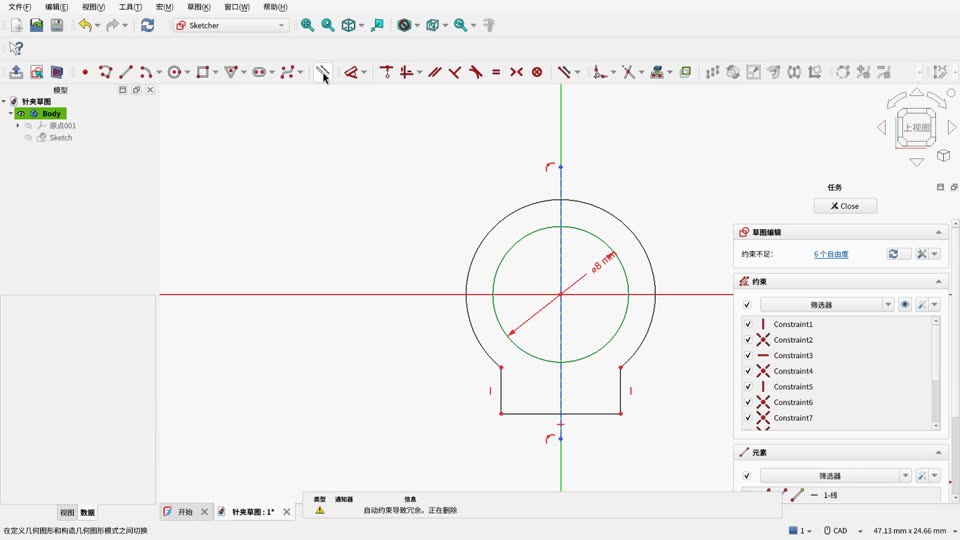 文件(F) 编辑(E) 视图(V) 工具(T) 宏(M) 草图(K) 窗口(W) 帮助(H)
Sketcher
模型
针夹草图
Body
原点001
Sketch
上视图
⌀8 mm
任务
Close
草图编辑
约束不足:
6 个自由度
约束
筛选器
Constraint1
Constraint2
Constraint3
Constraint4
Constraint5
Constraint6
Constraint7
元素
筛选器
1-线
视图 数据
开始
针夹草图 : 1*
类型 通知器 信息
自动约束导致冗余。正在删除
在定义几何图形和构造几何图形模式之间切换
1
CAD
47.13 mm x 24.66 mm